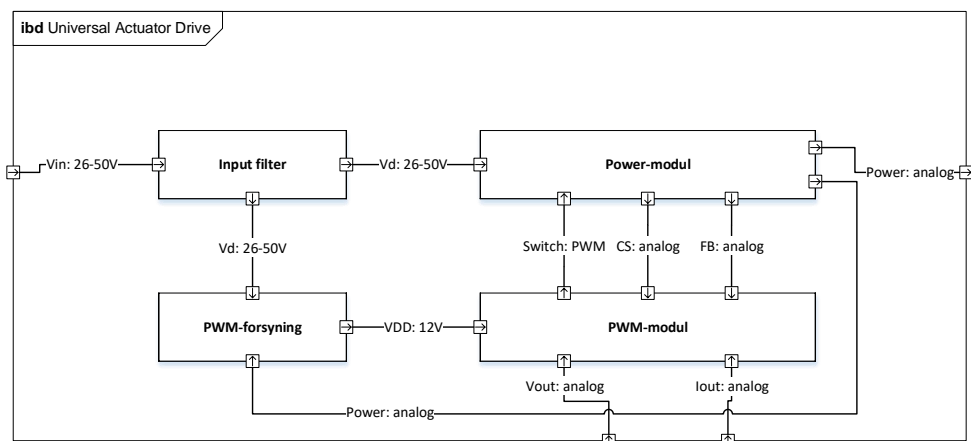 ibd Universal Actuator Drive
Vin: 26-50V
Input filter
Vd: 26-50V
Power-modul
Power: analog
Vd: 26-50V
Switch: PWM
CS: analog
FB: analog
PWM-forsyning
VDD: 12V
PWM-modul
Vout: analog
Iout: analog
Power: analog